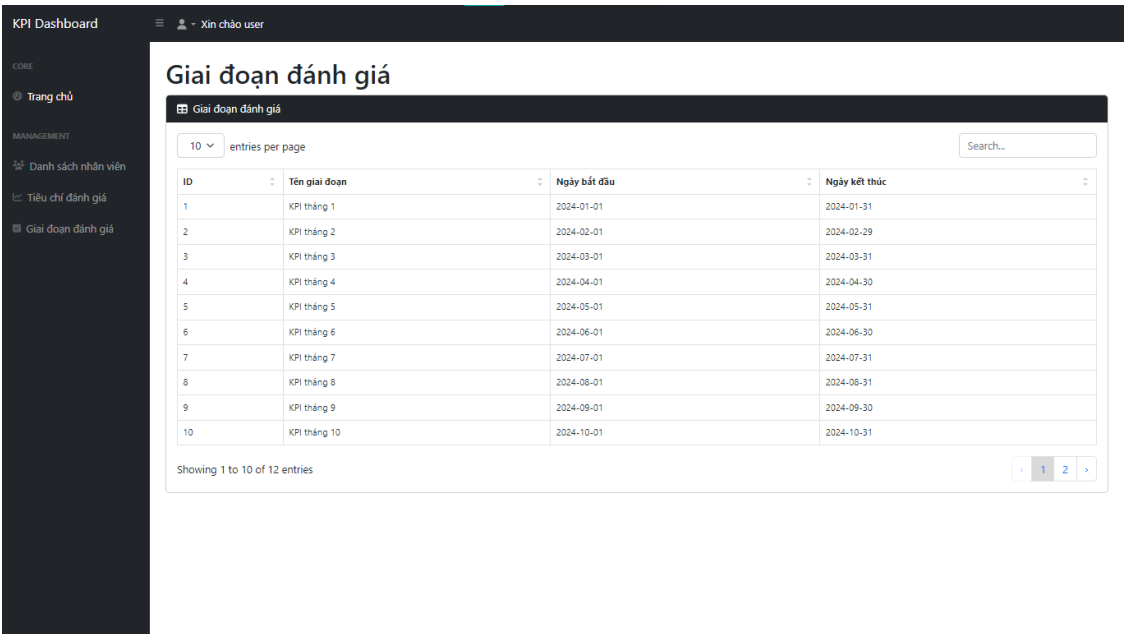 KPI Dashboard
Xin chào user
CORE
Trang chủ
MANAGEMENT
Danh sách nhân viên
Tiêu chí đánh giá
Giai đoạn đánh giá
Giai đoạn đánh giá
Giai đoạn đánh giá
10 entries per page Search...
ID Tên giai đoạn Ngày bắt đầu Ngày kết thúc
1 KPI tháng 1 2024-01-01 2024-01-31
2 KPI tháng 2 2024-02-01 2024-02-29
3 KPI tháng 3 2024-03-01 2024-03-31
4 KPI tháng 4 2024-04-01 2024-04-30
5 KPI tháng 5 2024-05-01 2024-05-31
6 KPI tháng 6 2024-06-01 2024-06-30
7 KPI tháng 7 2024-07-01 2024-07-31
8 KPI tháng 8 2024-08-01 2024-08-31
9 KPI tháng 9 2024-09-01 2024-09-30
10 KPI tháng 10 2024-10-01 2024-10-31
Showing 1 to 10 of 12 entries ‹ 1 2 ›